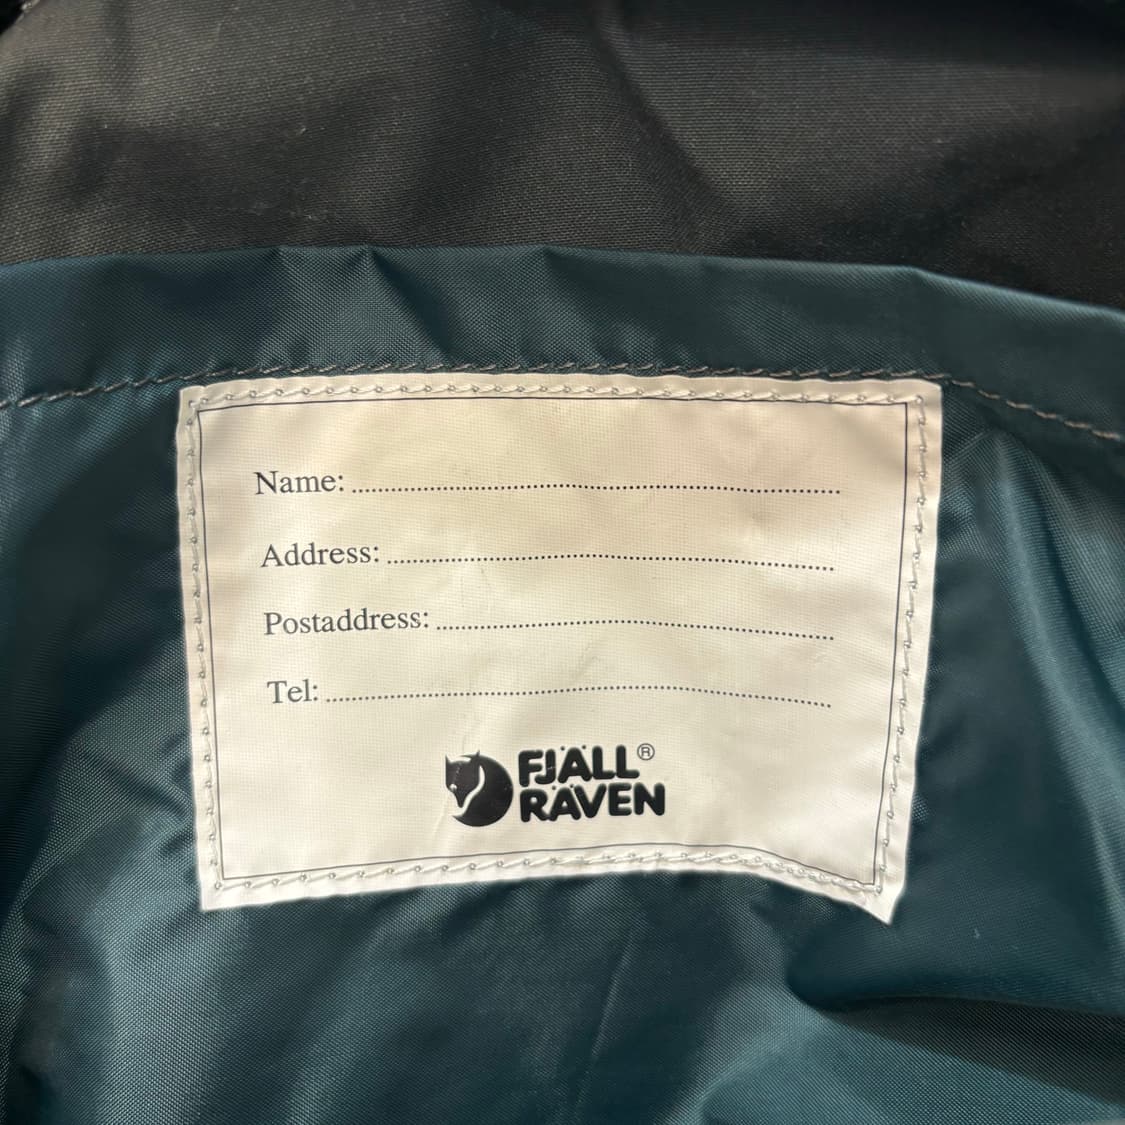 Name: ..........................................................................
Address: ....................................................................
Postaddress: ............................................................
Tel: ............................................................................
FJÄLL®
RÄVEN